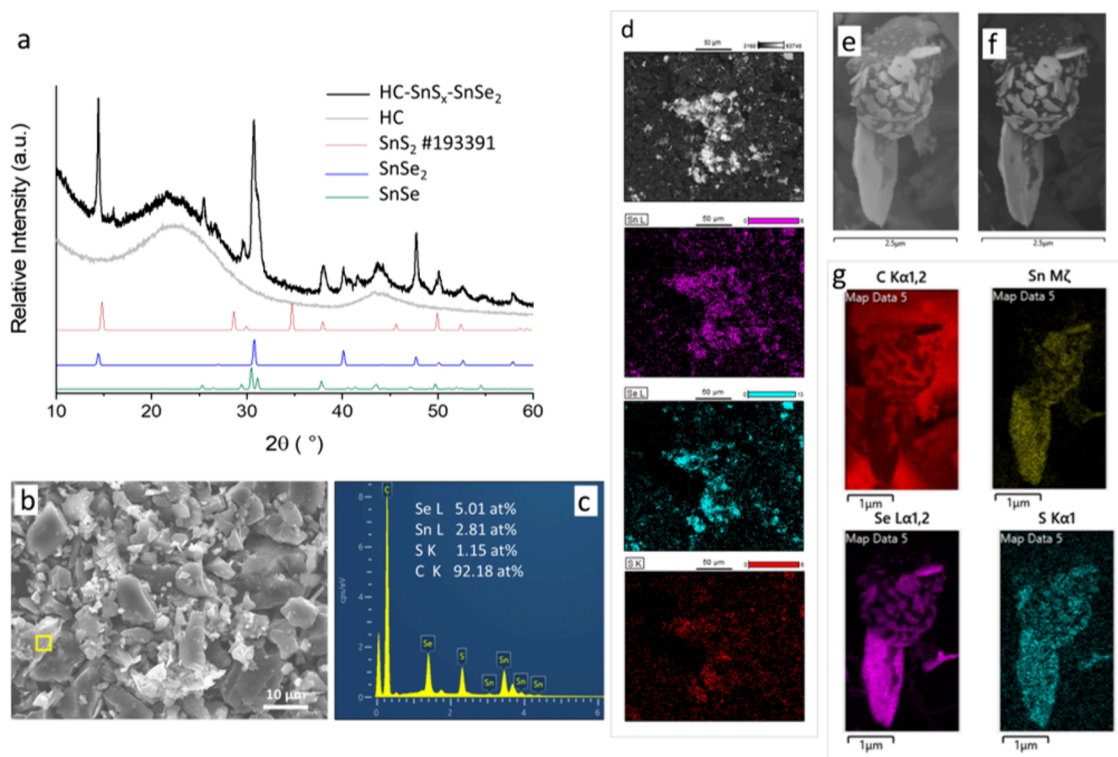 a
HC-SnSₓ-SnSe₂
HC
SnS₂ #193391
SnSe₂
SnSe
Relative Intensity (a.u.)
10 20 30 40 50 60
2θ ( °)
b
10 μm
c
Se L 5.01 at%
Sn L 2.81 at%
S K 1.15 at%
C K 92.18 at%
cps/eV
8
6
4
2
0
C
Se
S
Sn
Sn
Sn
Sn
0 2 4 6
d
50 μm
Sn L
50 μm
0
Se L
50 μm
0 13
S K
50 μm
0
e
2.5μm
f
2.5μm
g
C Kα1,2
Map Data 5
1μm
Sn Mζ
Map Data 5
1μm
Se Lα1,2
Map Data 5
1μm
S Kα1
Map Data 5
1μm